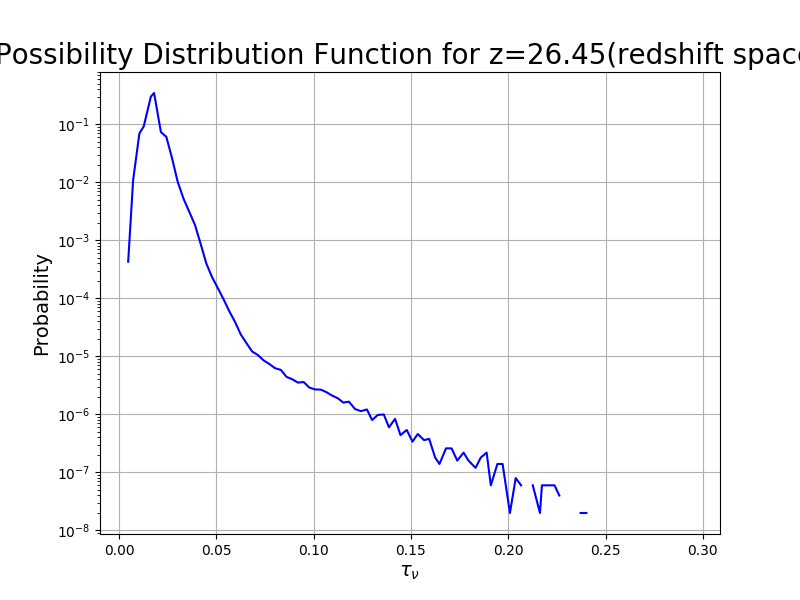 Possibility Distribution Function for z=26.45(redshift space
Probability
10⁻¹
10⁻²
10⁻³
10⁻⁴
10⁻⁵
10⁻⁶
10⁻⁷
10⁻⁸
0.00 0.05 0.10 0.15 0.20 0.25 0.30
τᵥ